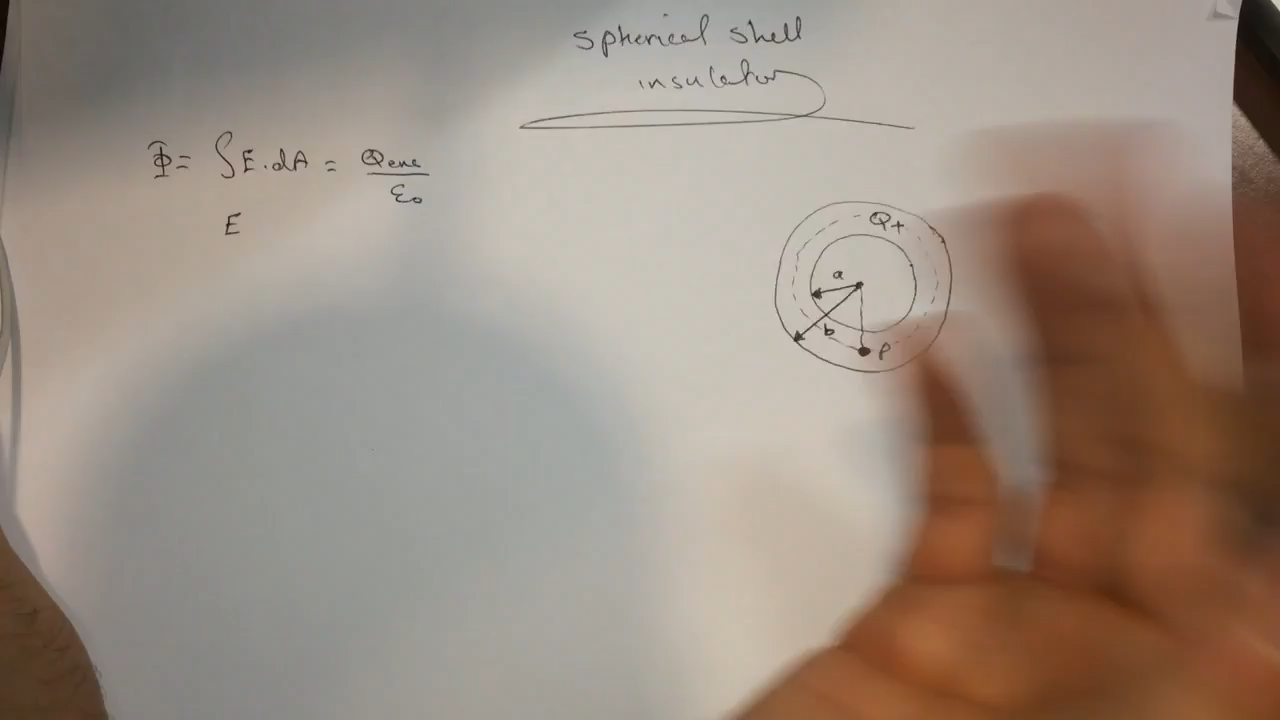 Spherical shell
insulator
Φ = ∫E.dA = Qenc / ε₀
E
Q+
a
b
P